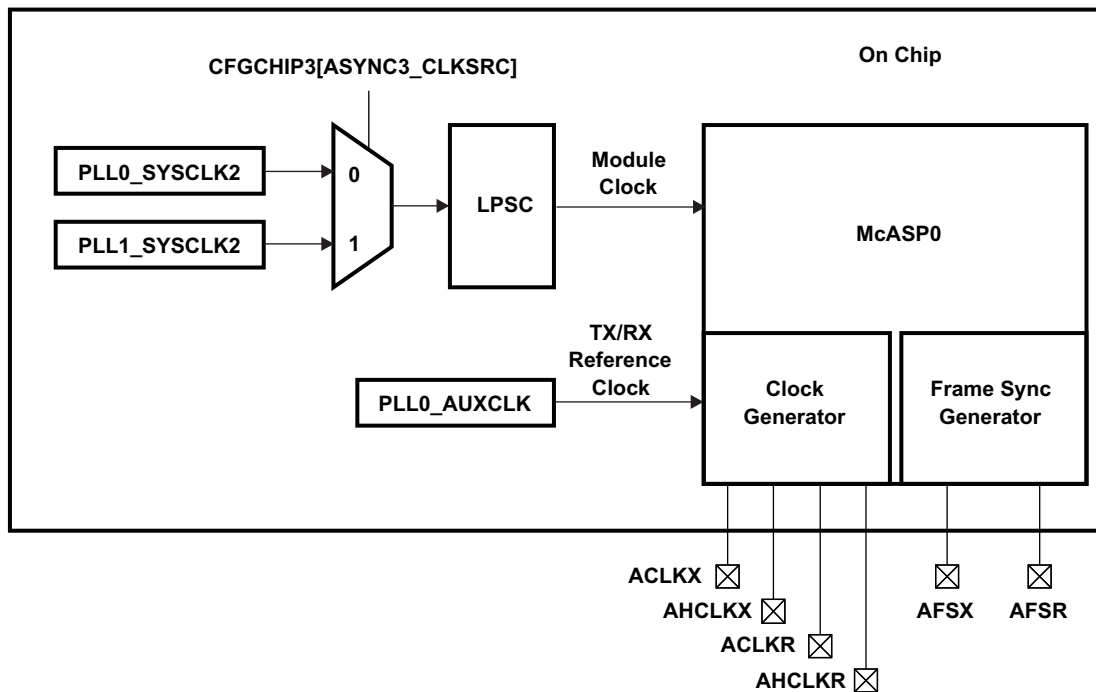 On Chip
CFGCHIP3[ASYNC3_CLKSRC]
PLL0_SYSCLK2
0
PLL1_SYSCLK2
1
LPSC
Module
Clock
McASP0
TX/RX
Reference
Clock
PLL0_AUXCLK
Clock
Generator
Frame Sync
Generator
ACLKX
AHCLKX
ACLKR
AHCLKR
AFSX
AFSR